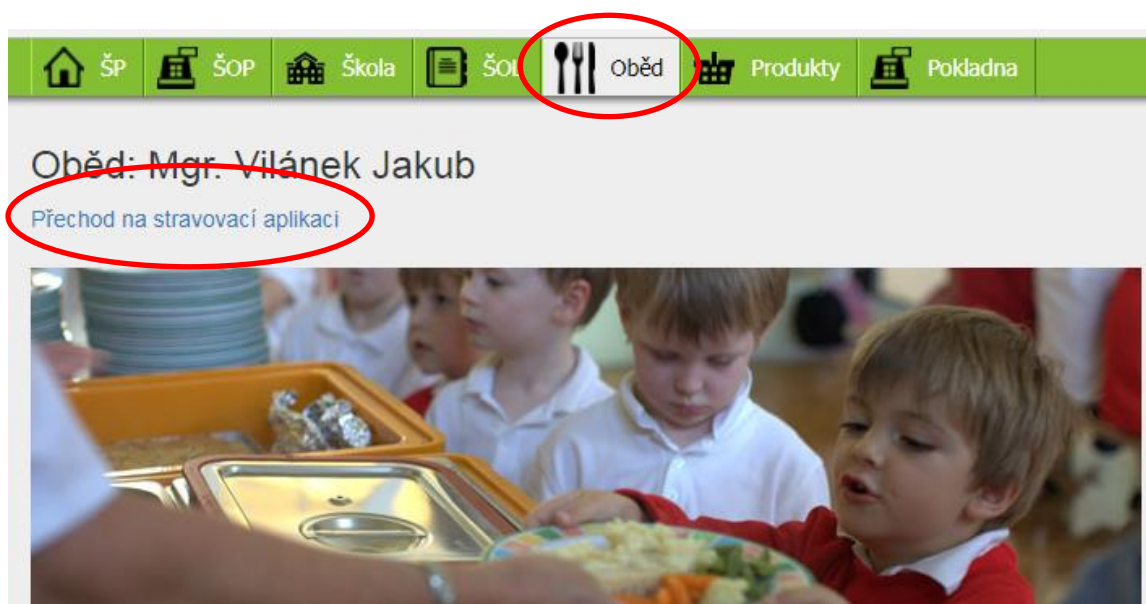 ŠP ŠOP Škola ŠOL Oběd Produkty Pokladna
Oběd: Mgr. Vilánek Jakub
Přechod na stravovací aplikaci